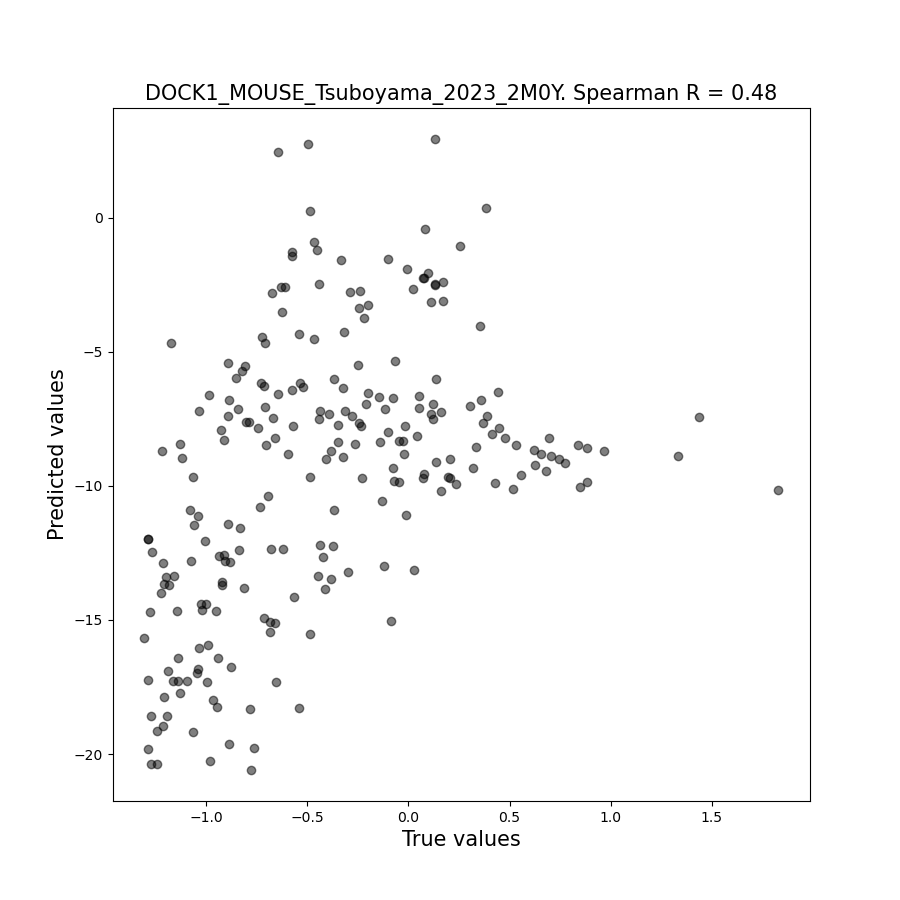 DOCK1_MOUSE_Tsuboyama_2023_2M0Y. Spearman R = 0.48
Predicted values
0
−5
−10
−15
−20
−1.0 −0.5 0.0 0.5 1.0 1.5
True values